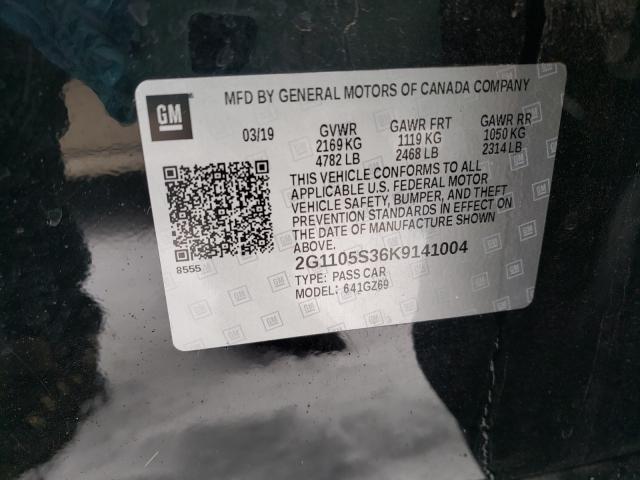 GM
MFD BY GENERAL MOTORS OF CANADA COMPANY
03/19 GVWR GAWR FRT GAWR RR
2169 KG 1119 KG 1050 KG
4782 LB 2468 LB 2314 LB
THIS VEHICLE CONFORMS TO ALL
APPLICABLE U.S. FEDERAL MOTOR
VEHICLE SAFETY, BUMPER, AND THEFT
PREVENTION STANDARDS IN EFFECT ON
THE DATE OF MANUFACTURE SHOWN
ABOVE.
8555
2G1105S36K9141004
TYPE: PASS CAR
MODEL: 641GZ69